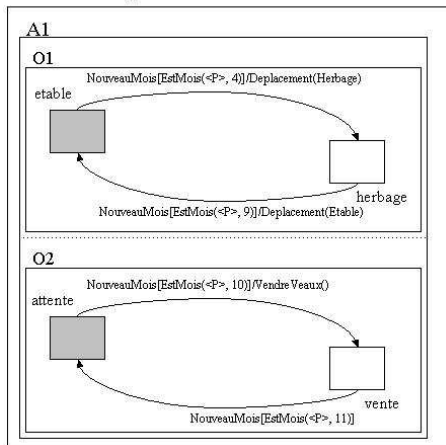 A1
O1
NouveauMois[EstMois(<P>, 4)]/Deplacement(Herbage)
etable
herbage
NouveauMois[EstMois(<P>, 9)]/Deplacement(Etable)
O2
NouveauMois[EstMois(<P>, 10)]/VendreVeaux()
attente
vente
NouveauMois[EstMois(<P>, 11)]